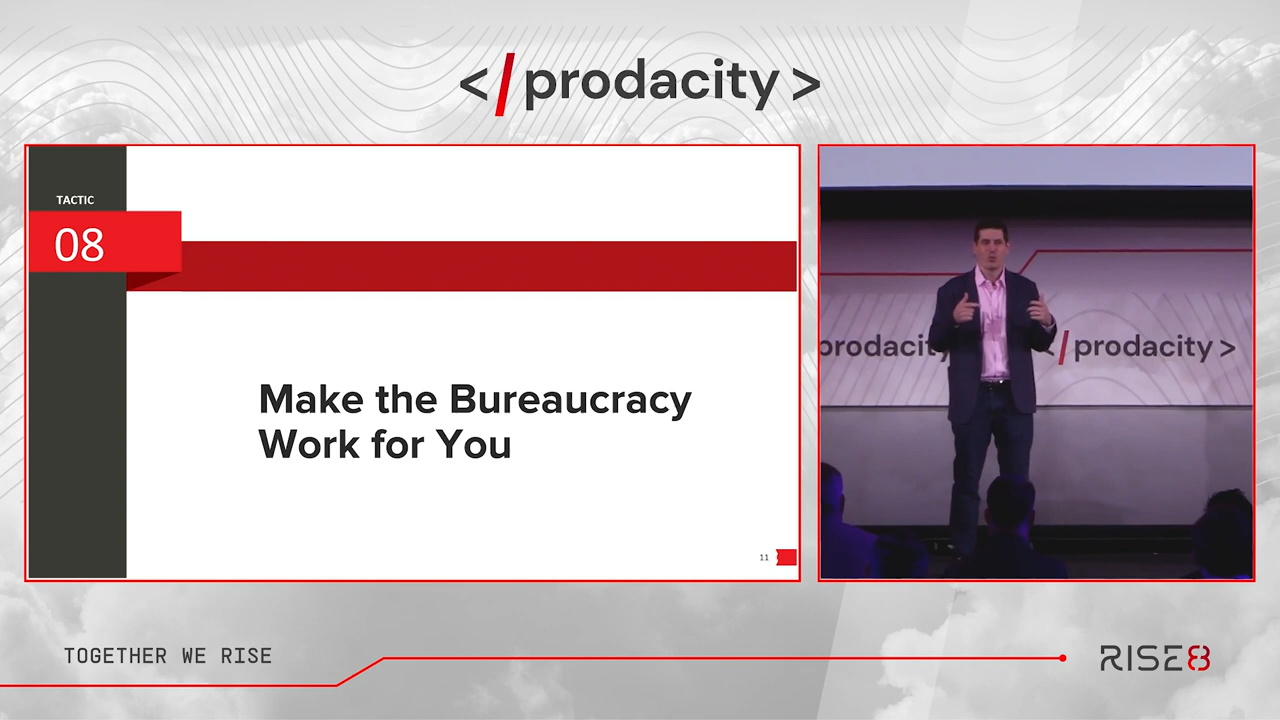 </prodacity>
TACTIC
08
Make the Bureaucracy
Work for You
11
prodacity
</prodacity>
TOGETHER WE RISE
RISE8